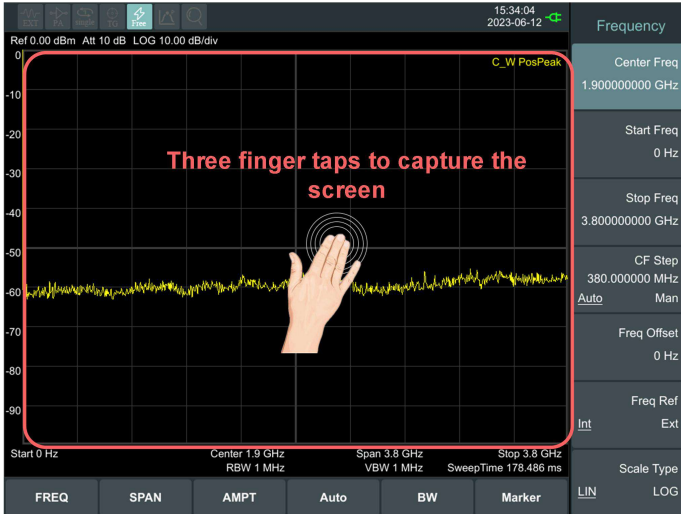 EXT PA single TG Free
15:34:04
2023-06-12
Ref 0.00 dBm Att 10 dB LOG 10.00 dB/div
C_W PosPeak
0
-10
-20
-30
-40
-50
-60
-70
-80
-90
Three finger taps to capture the
screen
Start 0 Hz Center 1.9 GHz Span 3.8 GHz Stop 3.8 GHz
RBW 1 MHz VBW 1 MHz SweepTime 178.486 ms
FREQ SPAN AMPT Auto BW Marker
Frequency
Center Freq
1.900000000 GHz
Start Freq
0 Hz
Stop Freq
3.800000000 GHz
CF Step
380.000000 MHz
Auto Man
Freq Offset
0 Hz
Freq Ref
Int Ext
Scale Type
LIN LOG